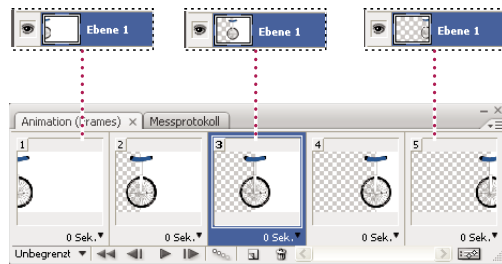 Ebene 1 Ebene 1 Ebene 1
Animation (Frames) × Messprotokoll
1 2 3 4 5
0 Sek. 0 Sek. 0 Sek. 0 Sek. 0 Sek.
Unbegrenzt